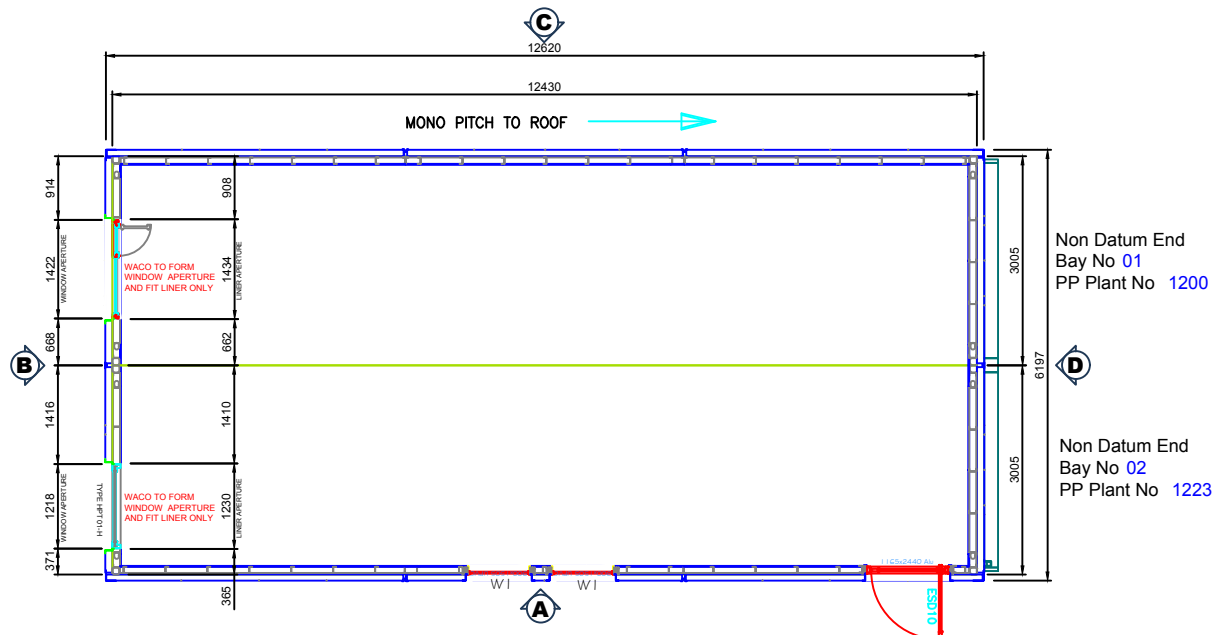 C
12620
12430
MONO PITCH TO ROOF
914
908
1422
WINDOW APERTURE
WACO TO FORM
WINDOW APERTURE
AND FIT LINER ONLY
1434
LINER APERTURE
3005
Non Datum End
Bay No 01
PP Plant No 1200
668
662
B
6197
D
1416
1410
Non Datum End
Bay No 02
PP Plant No 1223
3005
1218
WINDOW APERTURE
TYPE HPT01-H
WACO TO FORM
WINDOW APERTURE
AND FIT LINER ONLY
1230
LINER APERTURE
371
365
W1
W1
A
1165x2440 Alu
ESD10